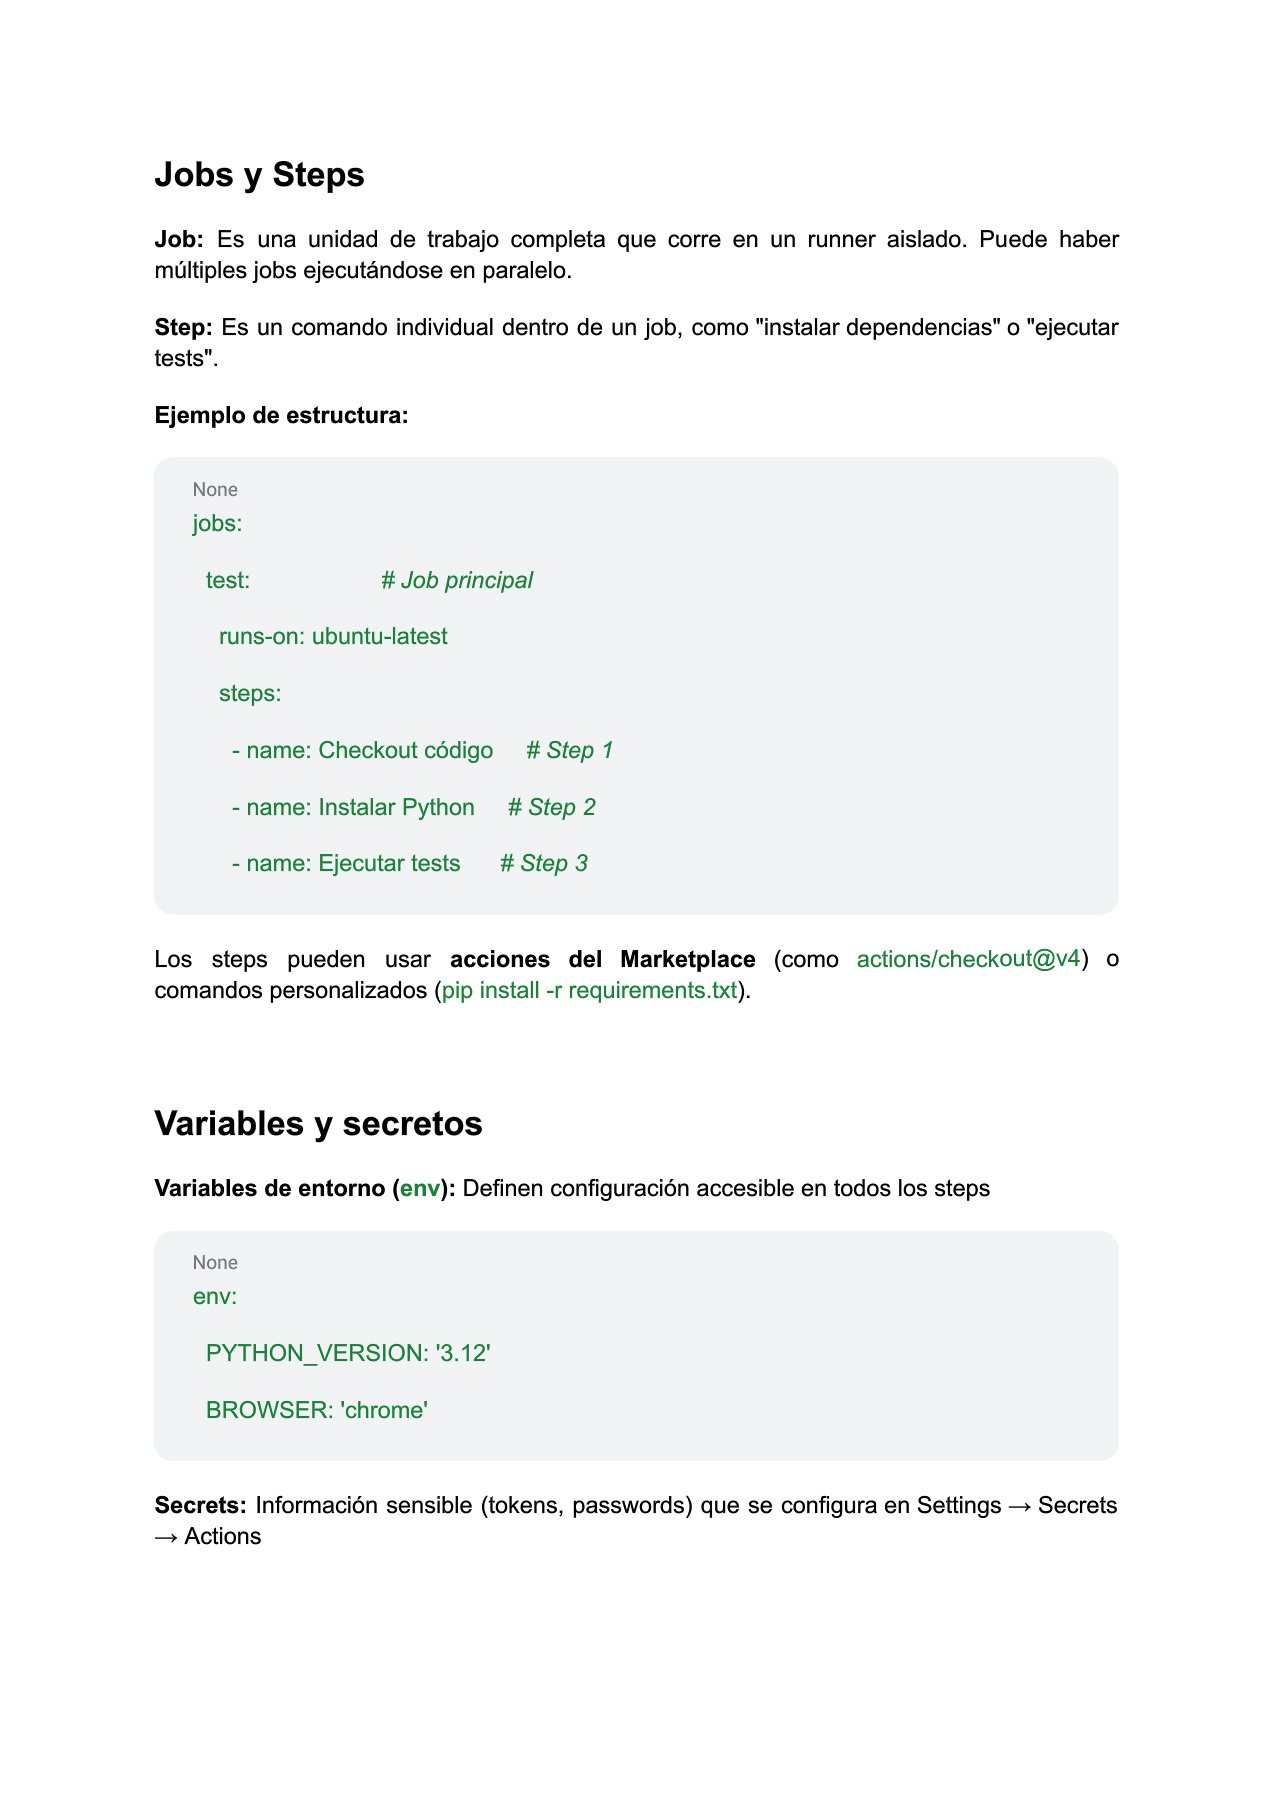 Jobs y Steps
Job: Es una unidad de trabajo completa que corre en un runner aislado. Puede haber
múltiples jobs ejecutándose en paralelo.
Step: Es un comando individual dentro de un job, como "instalar dependencias" o "ejecutar
tests".
Ejemplo de estructura:
None
jobs:
  test:                    # Job principal
    runs-on: ubuntu-latest
    steps:
      - name: Checkout código     # Step 1
      - name: Instalar Python     # Step 2
      - name: Ejecutar tests      # Step 3
Los steps pueden usar acciones del Marketplace (como actions/checkout@v4) o
comandos personalizados (pip install -r requirements.txt).
Variables y secretos
Variables de entorno (env): Definen configuración accesible en todos los steps
None
env:
  PYTHON_VERSION: '3.12'
  BROWSER: 'chrome'
Secrets: Información sensible (tokens, passwords) que se configura en Settings → Secrets
→ Actions